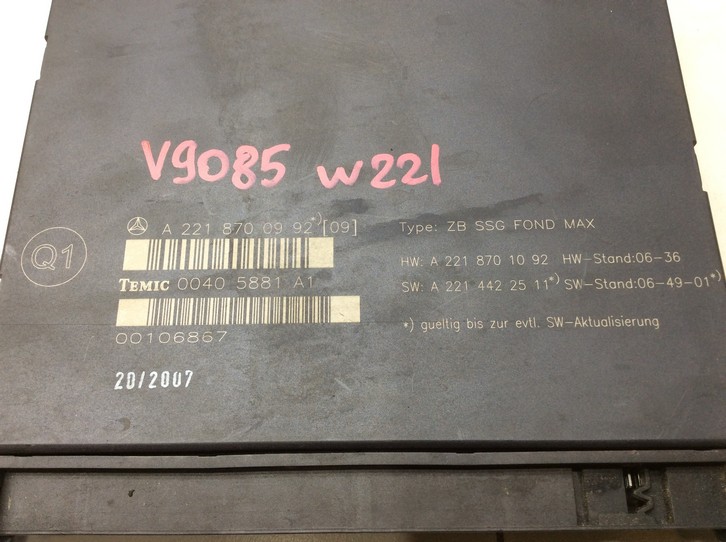 V9085 w221
A 221 870 09 92*)[09]
Type: ZB SSG FOND MAX
Q1
HW: A 221 870 10 92 HW-Stand:06-36
TEMIC 0040 5881 A1
SW: A 221 442 25 11*) SW-Stand:06-49-01*)
*) gueltig bis zur evtl. SW-Aktualisierung
00106867
20/2007